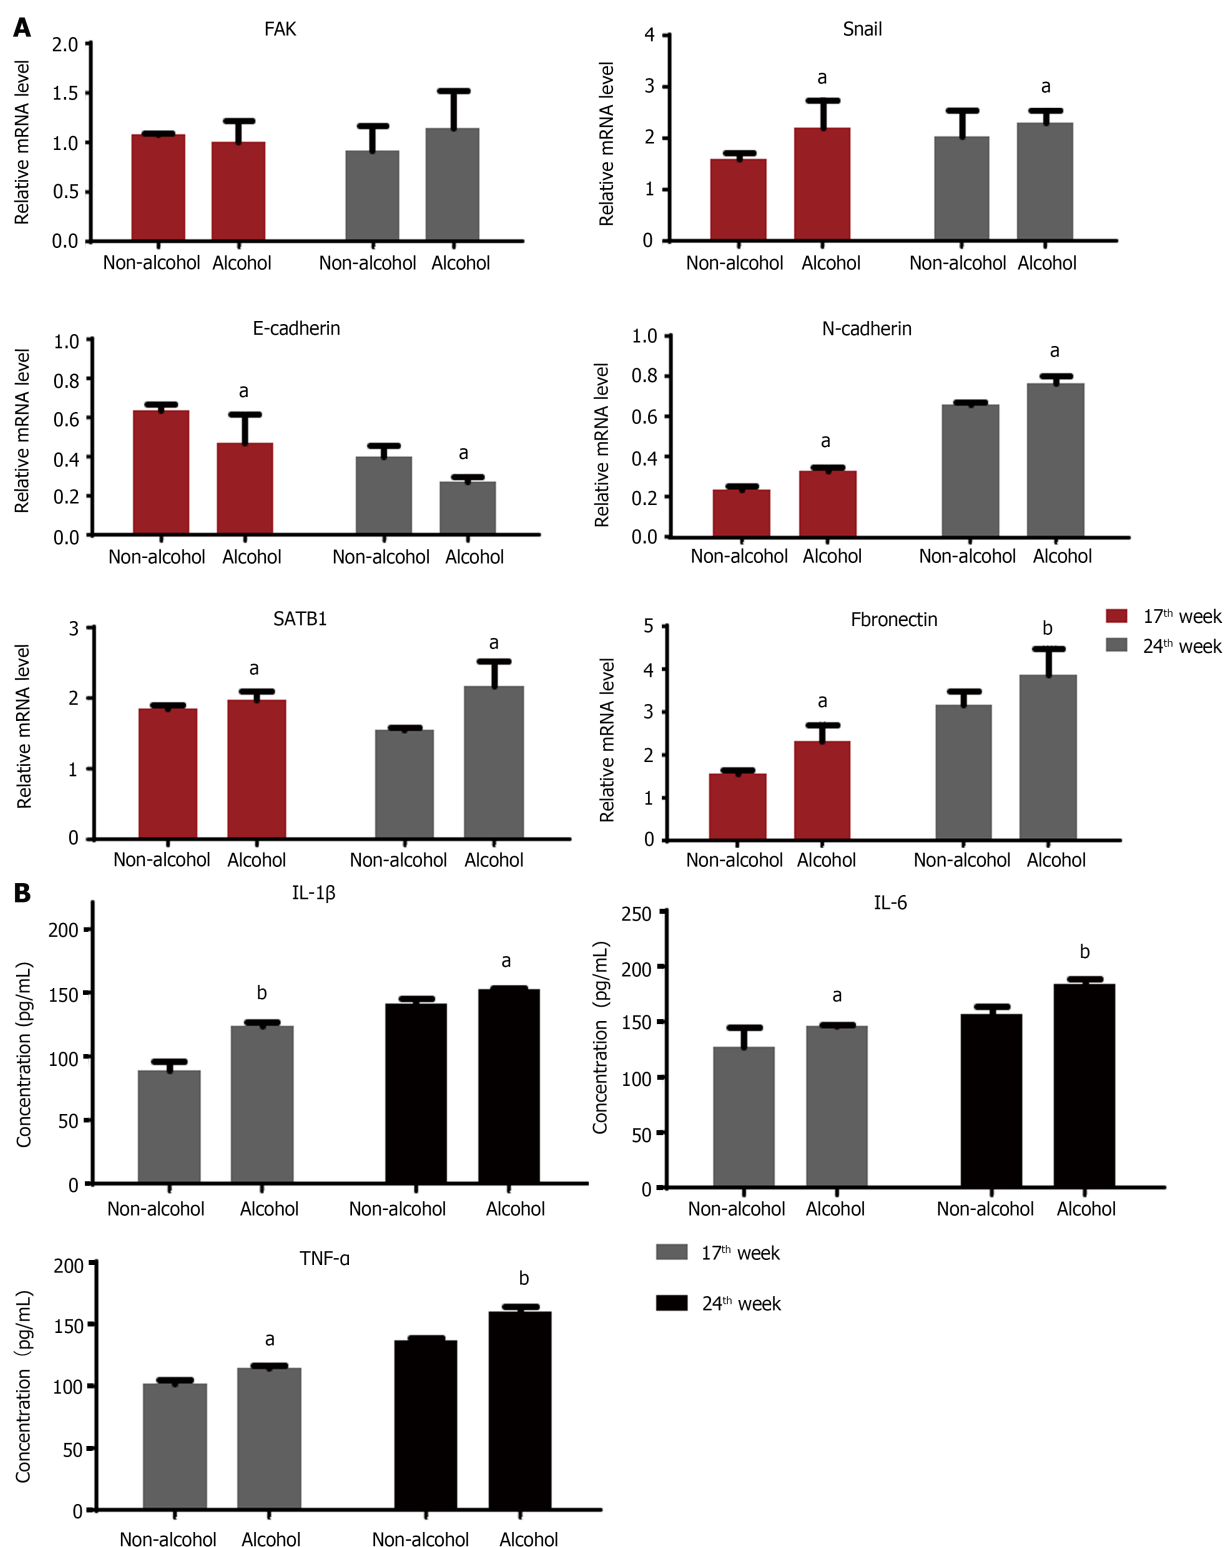 A
FAK
Relative mRNA level
2.0
1.5
1.0
0.5
0.0
Non-alcohol Alcohol Non-alcohol Alcohol
Snail
Relative mRNA level
4
3
2
1
0
a
a
Non-alcohol Alcohol Non-alcohol Alcohol
E-cadherin
Relative mRNA level
1.0
0.8
0.6
0.4
0.2
0.0
a
a
Non-alcohol Alcohol Non-alcohol Alcohol
N-cadherin
Relative mRNA level
1.0
0.8
0.6
0.4
0.2
0.0
a
a
Non-alcohol Alcohol Non-alcohol Alcohol
SATB1
Relative mRNA level
3
2
1
0
a
a
Non-alcohol Alcohol Non-alcohol Alcohol
Fbronectin
Relative mRNA level
5
4
3
2
1
0
a
b
Non-alcohol Alcohol Non-alcohol Alcohol
17th week
24th week
B
IL-1β
Concentration (pg/mL)
200
150
100
50
0
b
a
Non-alcohol Alcohol Non-alcohol Alcohol
IL-6
Concentration (pg/mL)
250
200
150
100
50
0
a
b
Non-alcohol Alcohol Non-alcohol Alcohol
TNF-α
Concentration (pg/mL)
200
150
100
50
0
a
b
Non-alcohol Alcohol Non-alcohol Alcohol
17th week
24th week